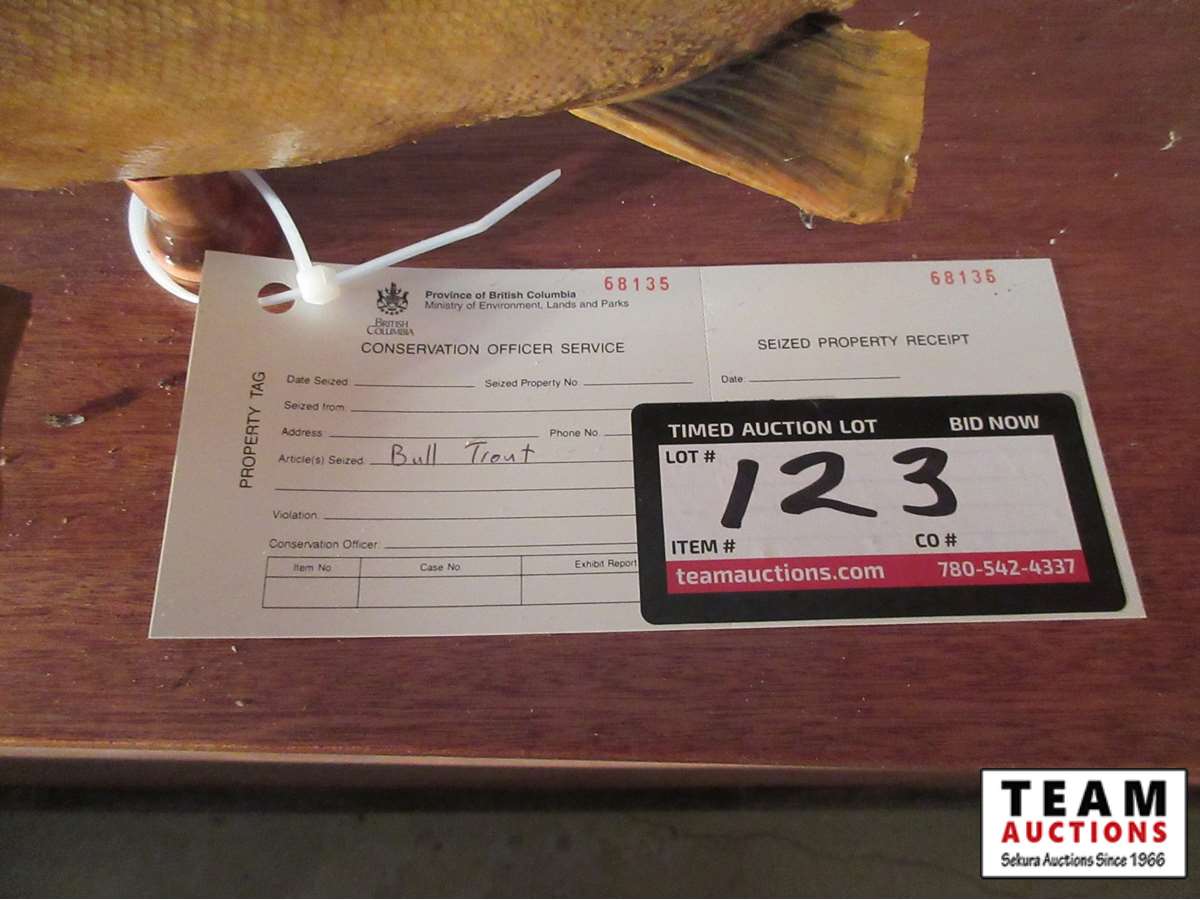 68135
Province of British Columbia
Ministry of Environment, Lands and Parks
BRITISH
COLUMBIA
CONSERVATION OFFICER SERVICE
PROPERTY TAG
Date Seized
Seized Property No
Seized from
Address
Phone No
Article(s) Seized Bull Trout
Violation
Conservation Officer
Item No
Case No
Exhibit Report
68135
SEIZED PROPERTY RECEIPT
Date
TIMED AUCTION LOT BID NOW
LOT # 123
ITEM # CO #
teamauctions.com 780-542-4337
TEAM
AUCTIONS
Sekura Auctions Since 1966